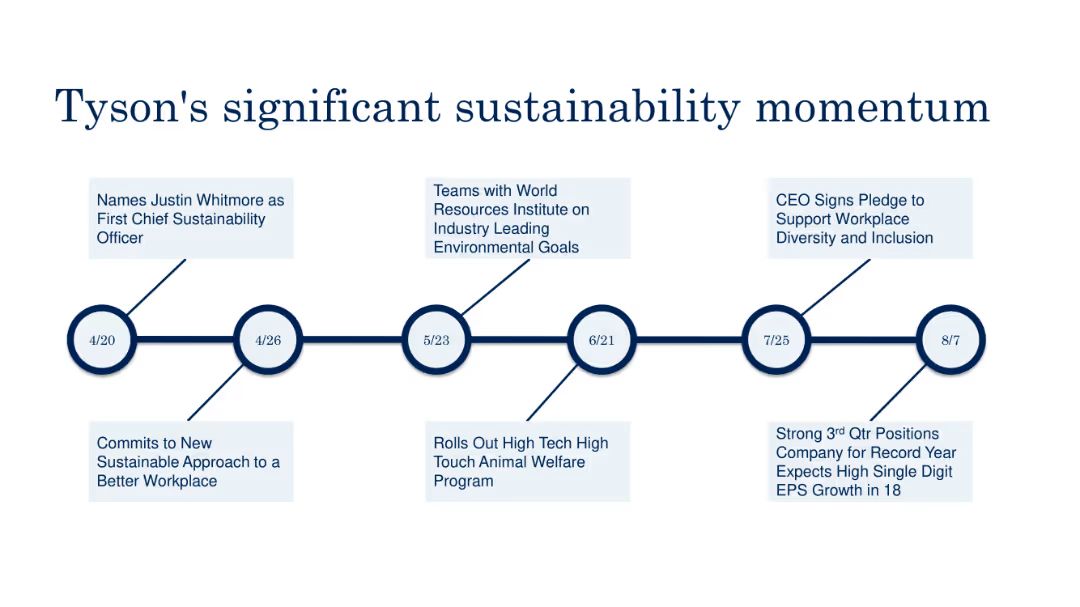 Tyson's significant sustainability momentum
Names Justin Whitmore as
First Chief Sustainability
Officer
Teams with World
Resources Institute on
Industry Leading
Environmental Goals
CEO Signs Pledge to
Support Workplace
Diversity and Inclusion
4/20
4/26
5/23
6/21
7/25
8/7
Commits to New
Sustainable Approach to a
Better Workplace
Rolls Out High Tech High
Touch Animal Welfare
Program
Strong 3rd Qtr Positions
Company for Record Year
Expects High Single Digit
EPS Growth in 18